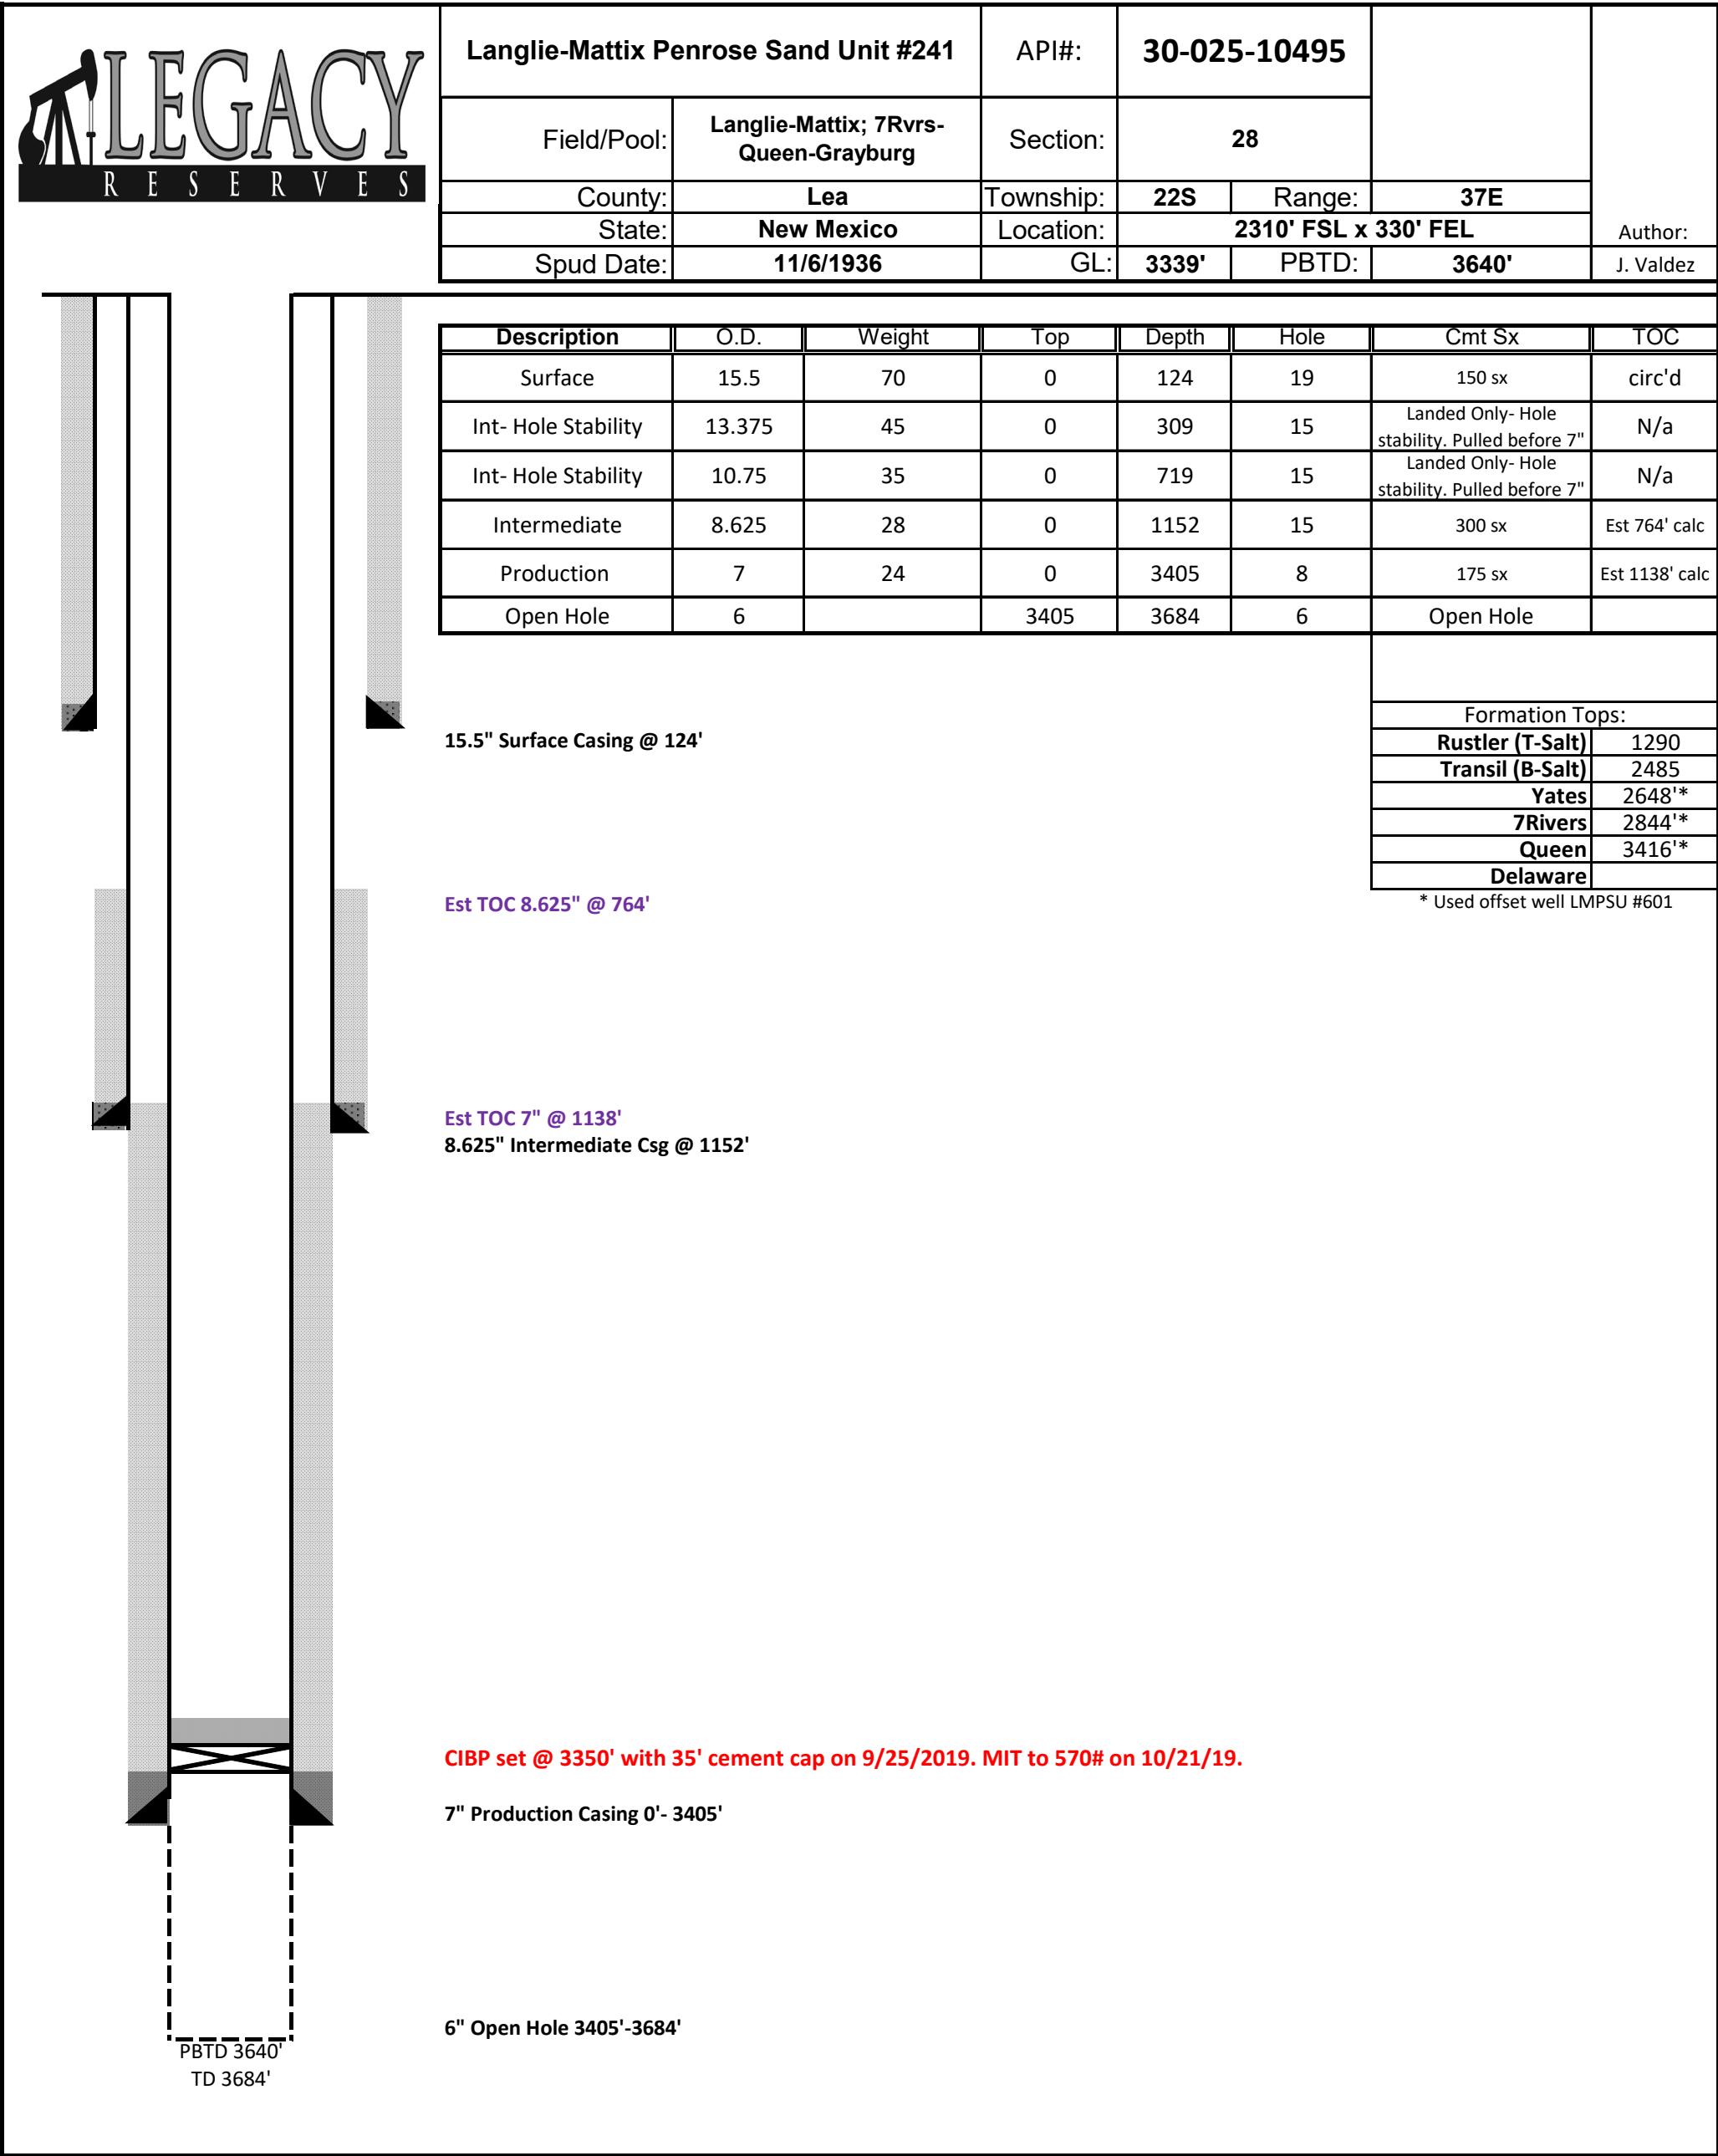 LEGACY
RESERVES
Langlie-Mattix Penrose Sand Unit #241 API#: 30-025-10495
Field/Pool: Langlie-Mattix; 7Rvrs-
Queen-Grayburg Section: 28
County: Lea Township: 22S Range: 37E
State: New Mexico Location: 2310' FSL x 330' FEL Author:
Spud Date: 11/6/1936 GL: 3339' PBTD: 3640' J. Valdez
Description O.D. Weight Top Depth Hole Cmt Sx TOC
Surface 15.5 70 0 124 19 150 sx circ'd
Int- Hole Stability 13.375 45 0 309 15 Landed Only- Hole
stability. Pulled before 7" N/a
Int- Hole Stability 10.75 35 0 719 15 Landed Only- Hole
stability. Pulled before 7" N/a
Intermediate 8.625 28 0 1152 15 300 sx Est 764' calc
Production 7 24 0 3405 8 175 sx Est 1138' calc
Open Hole 6 3405 3684 6 Open Hole
Formation Tops:
15.5" Surface Casing @ 124'
Rustler (T-Salt) 1290
Transil (B-Salt) 2485
Yates 2648'*
7Rivers 2844'*
Queen 3416'*
Delaware
* Used offset well LMPSU #601
Est TOC 8.625" @ 764'
Est TOC 7" @ 1138'
8.625" Intermediate Csg @ 1152'
CIBP set @ 3350' with 35' cement cap on 9/25/2019. MIT to 570# on 10/21/19.
7" Production Casing 0'- 3405'
6" Open Hole 3405'-3684'
PBTD 3640'
TD 3684'